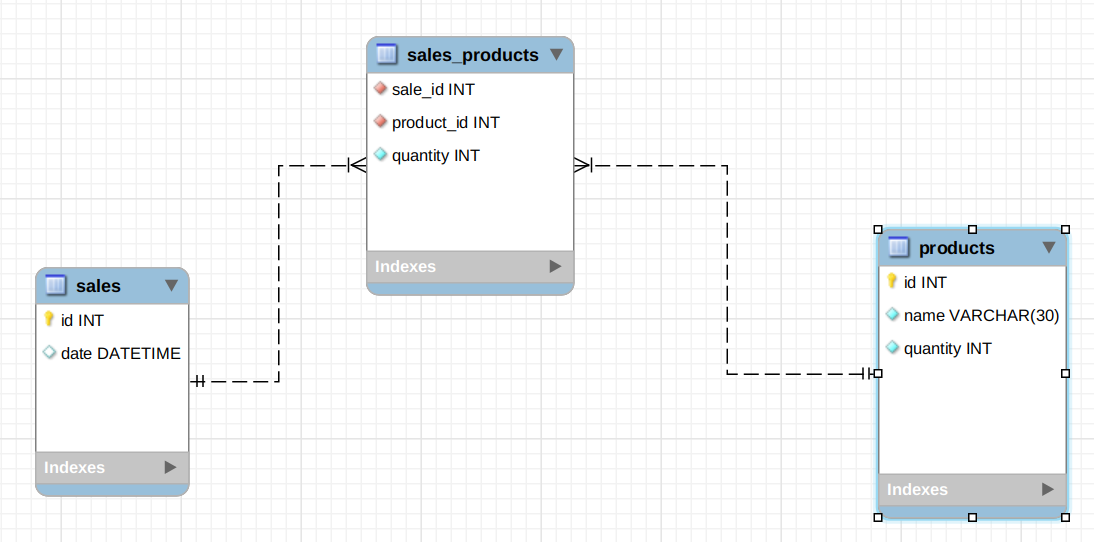 sales_products
sale_id INT
product_id INT
quantity INT
Indexes
sales
id INT
date DATETIME
Indexes
products
id INT
name VARCHAR(30)
quantity INT
Indexes